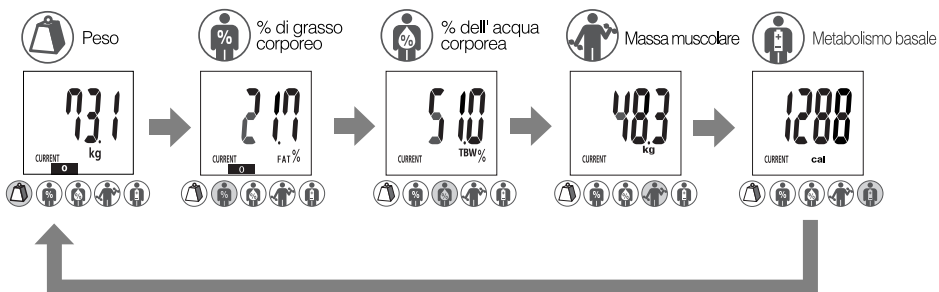 Peso
% di grasso
corporeo
% dell' acqua
corporea
Massa muscolare
Metabolismo basale
73.1
kg
CURRENT
0
21.7
CURRENT
FAT %
0
51.0
CURRENT
TBW%
48.3
kg
CURRENT
1288
CURRENT
cal